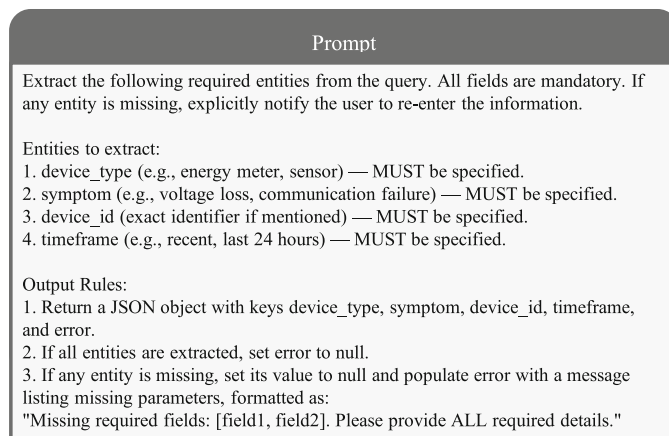 Prompt
Extract the following required entities from the query. All fields are mandatory. If
any entity is missing, explicitly notify the user to re-enter the information.
Entities to extract:
1. device_type (e.g., energy meter, sensor) — MUST be specified.
2. symptom (e.g., voltage loss, communication failure) — MUST be specified.
3. device_id (exact identifier if mentioned) — MUST be specified.
4. timeframe (e.g., recent, last 24 hours) — MUST be specified.
Output Rules:
1. Return a JSON object with keys device_type, symptom, device_id, timeframe,
and error.
2. If all entities are extracted, set error to null.
3. If any entity is missing, set its value to null and populate error with a message
listing missing parameters, formatted as:
"Missing required fields: [field1, field2]. Please provide ALL required details."